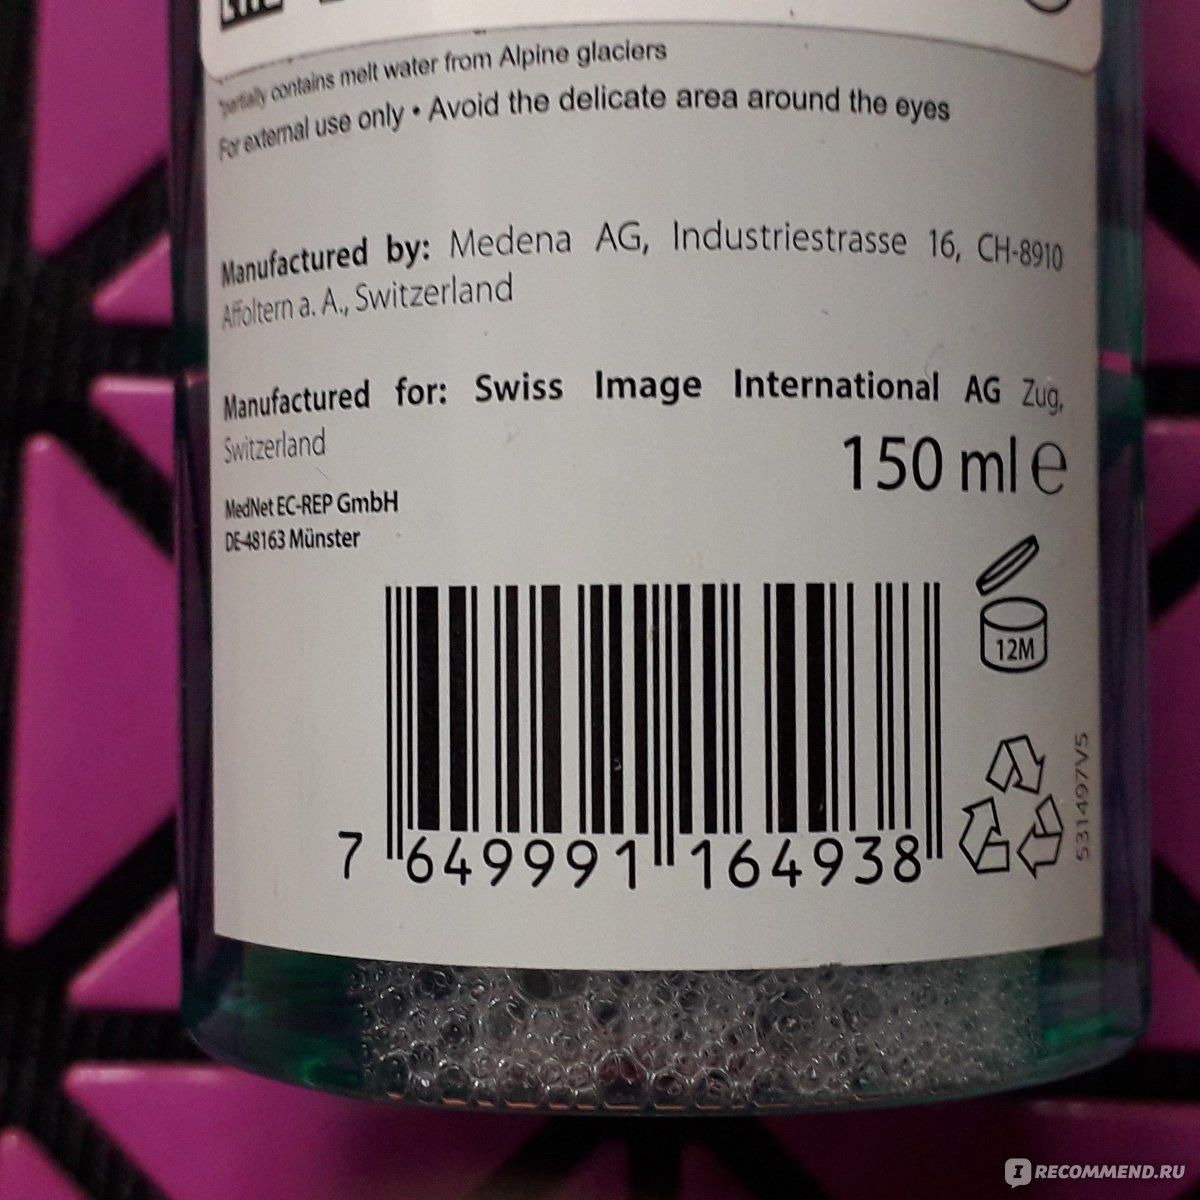 *partially contains melt water from Alpine glaciers
For external use only • Avoid the delicate area around the eyes
Manufactured by: Medena AG, Industriestrasse 16, CH-8910
Affoltern a. A., Switzerland
Manufactured for: Swiss Image International AG Zug,
Switzerland
150 ml e
MedNet EC-REP GmbH
DE-48163 Münster
12M
531497V5
7 649991 164938
IRECOMMEND.RU